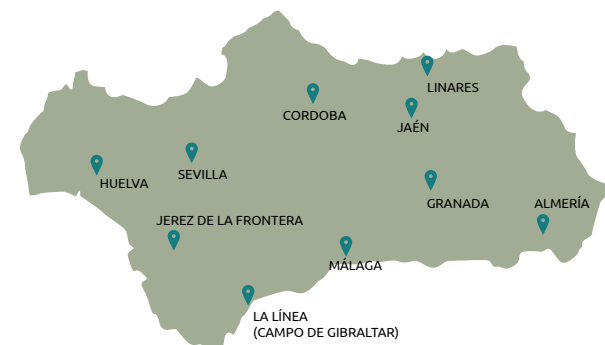 LINARES
CORDOBA
JAÉN
SEVILLA
HUELVA
GRANADA
ALMERÍA
JEREZ DE LA FRONTERA
MÁLAGA
LA LÍNEA
(CAMPO DE GIBRALTAR)